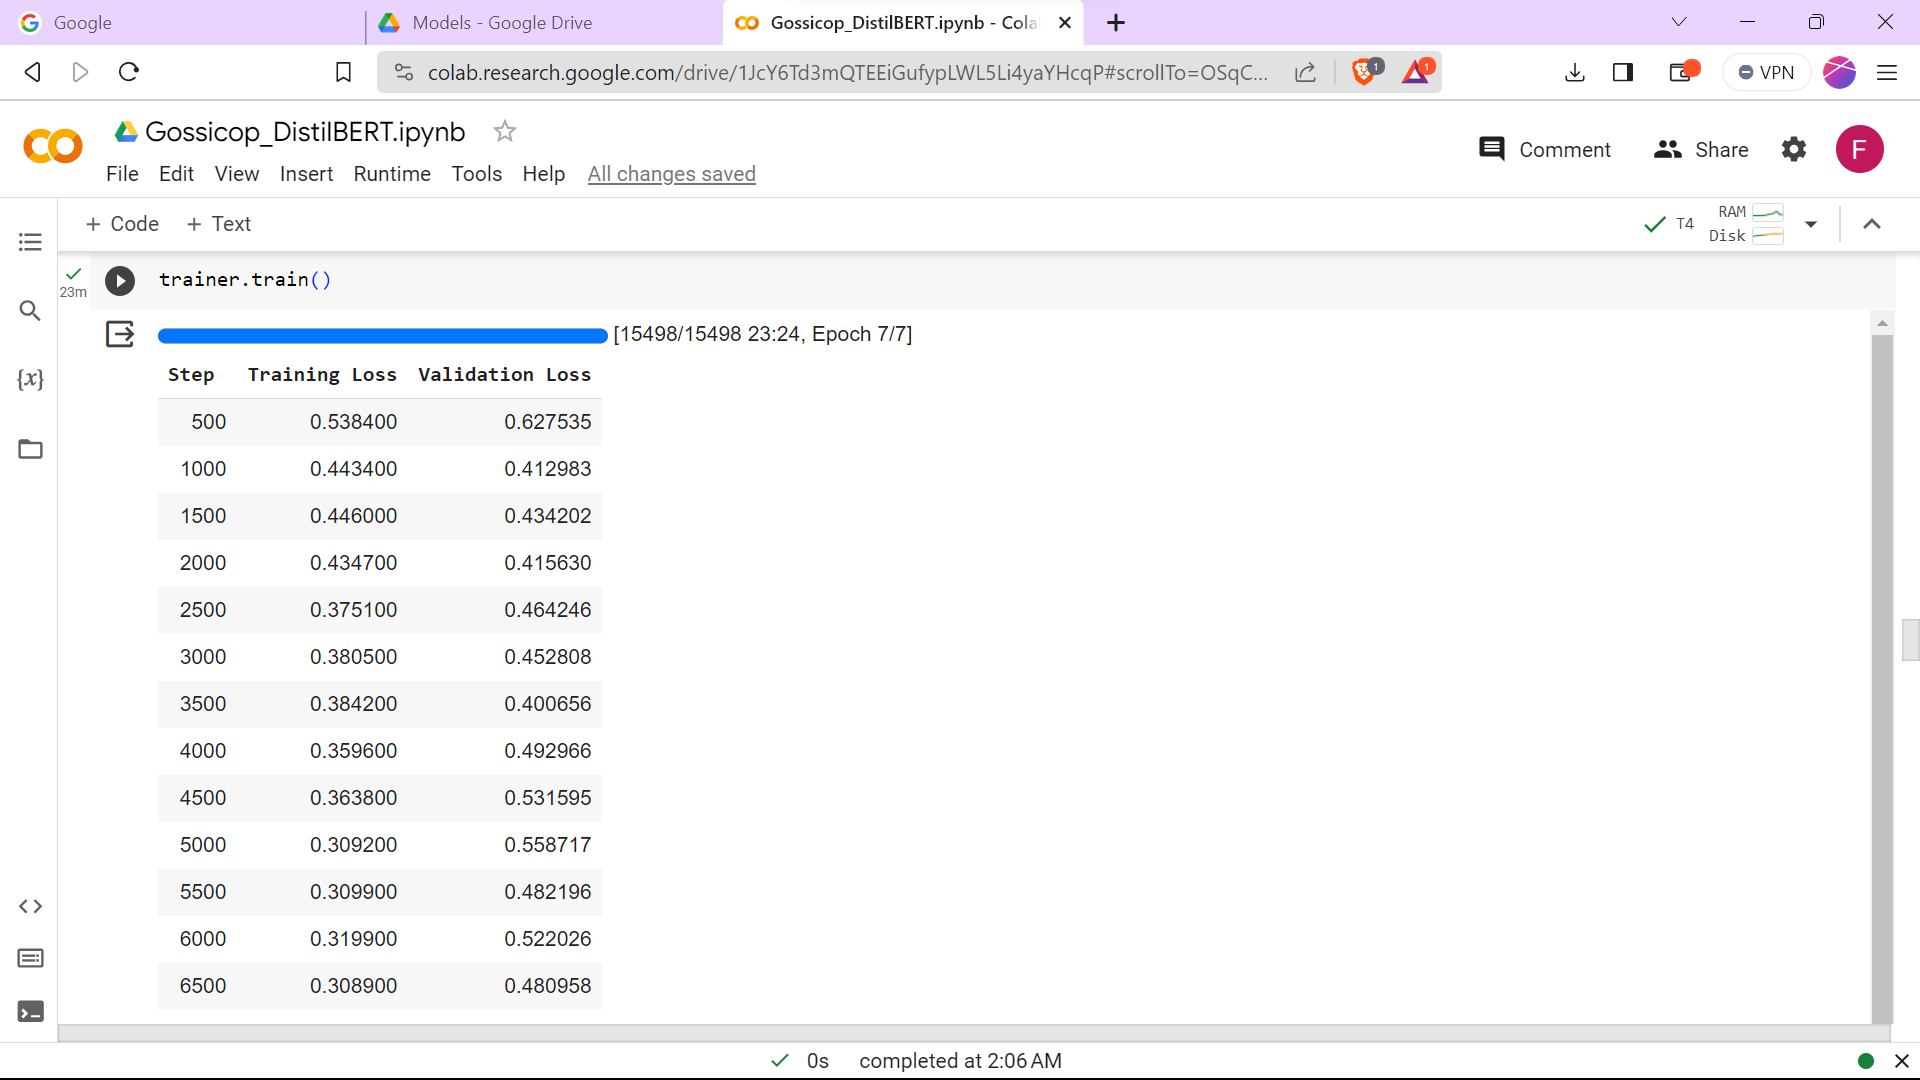 Google
Models - Google Drive
Gossicop_DistilBERT.ipynb - Cola
colab.research.google.com/drive/1JcY6Td3mQTEEiGufypLWL5Li4yaYHcqP#scrollTo=OSqC...
1
1
VPN
Gossicop_DistilBERT.ipynb
File Edit View Insert Runtime Tools Help All changes saved
Comment
Share
F
+ Code + Text
T4
RAM
Disk
23m
trainer.train()
[15498/15498 23:24, Epoch 7/7]
Step Training Loss Validation Loss
500 0.538400 0.627535
1000 0.443400 0.412983
1500 0.446000 0.434202
2000 0.434700 0.415630
2500 0.375100 0.464246
3000 0.380500 0.452808
3500 0.384200 0.400656
4000 0.359600 0.492966
4500 0.363800 0.531595
5000 0.309200 0.558717
5500 0.309900 0.482196
6000 0.319900 0.522026
6500 0.308900 0.480958
{x}
0s completed at 2:06 AM